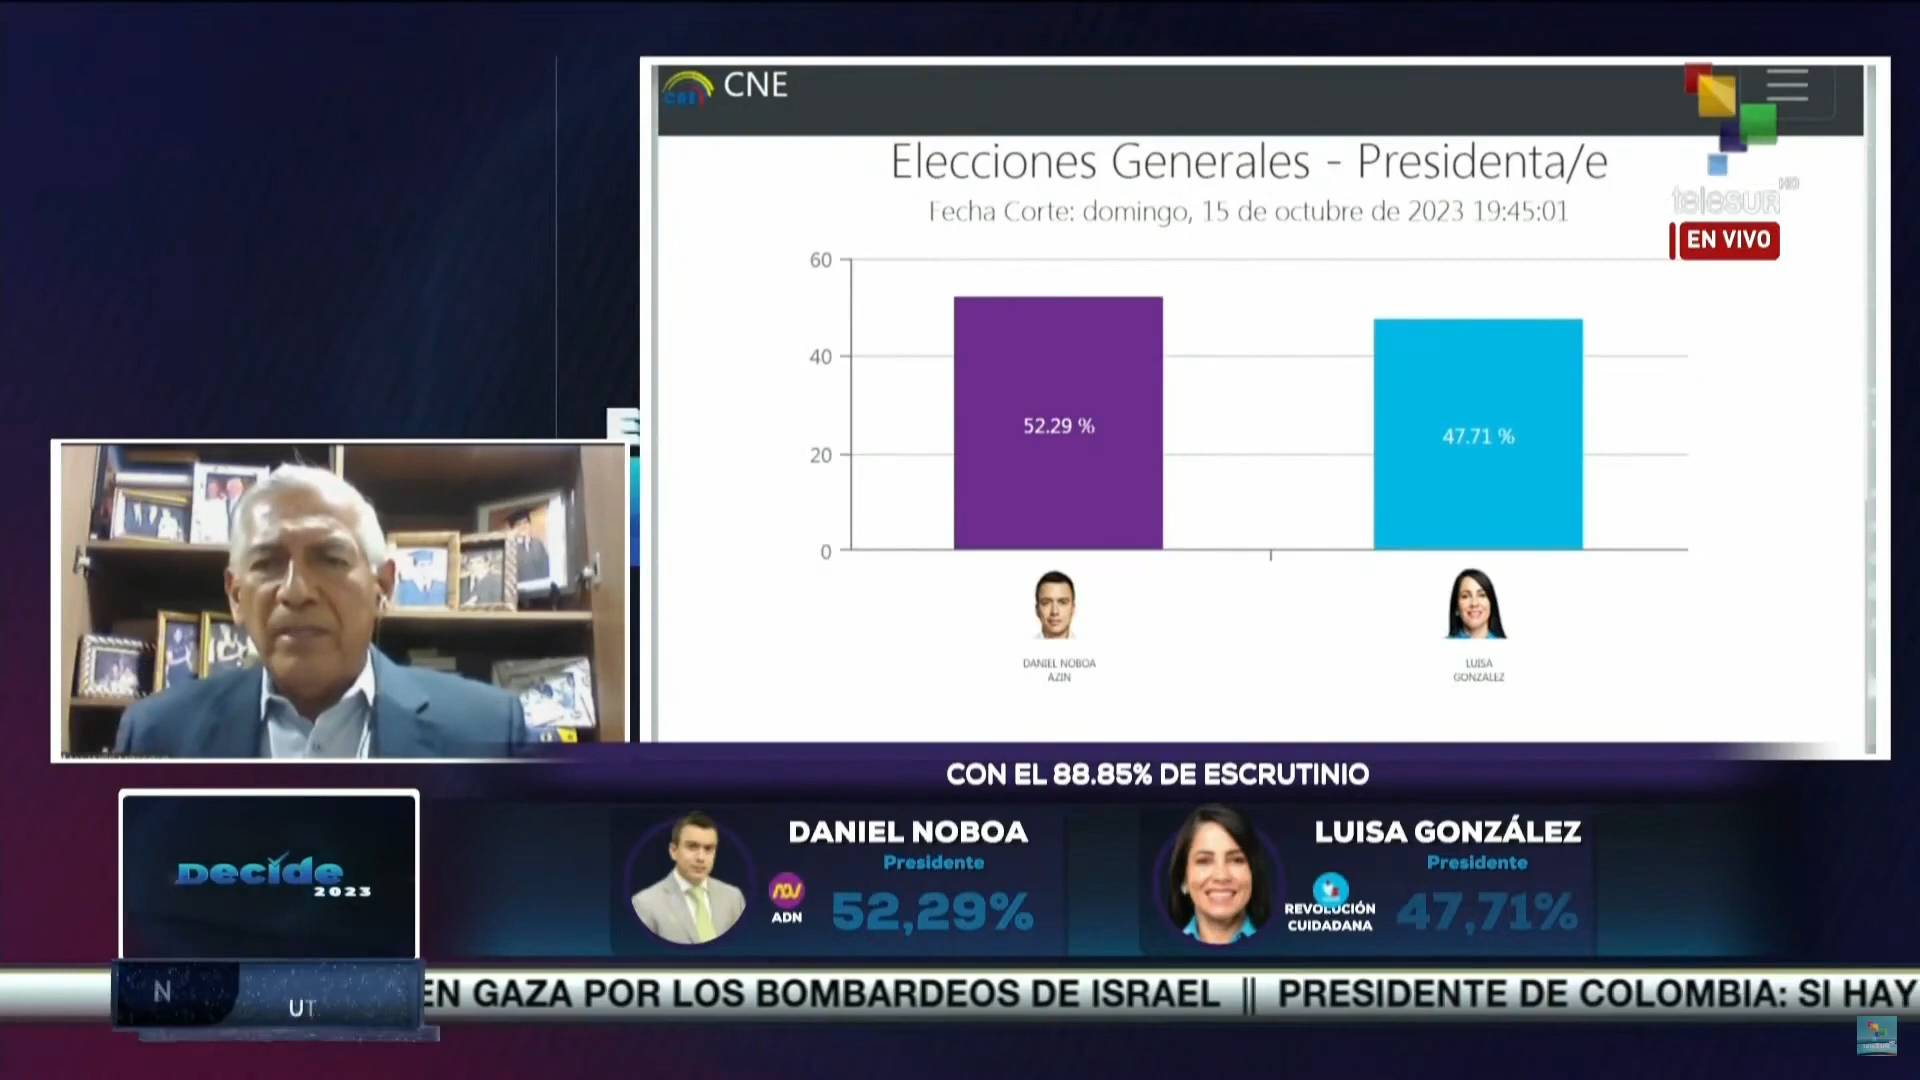 CNE
Elecciones Generales - Presidenta/e
Fecha Corte: domingo, 15 de octubre de 2023 19:45:01
teleSUR HD
EN VIVO
60
40
20
0
52.29 %
47.71 %
DANIEL NOBOA
AZIN
LUISA
GONZALEZ
CON EL 88.85% DE ESCRUTINIO
DANIEL NOBOA
Presidente
ADN
52,29%
LUISA GONZÁLEZ
Presidente
REVOLUCIÓN
CIUDADANA
47,71%
Decide
2023
N
UT
EN GAZA POR LOS BOMBARDEOS DE ISRAEL || PRESIDENTE DE COLOMBIA: SI HAY